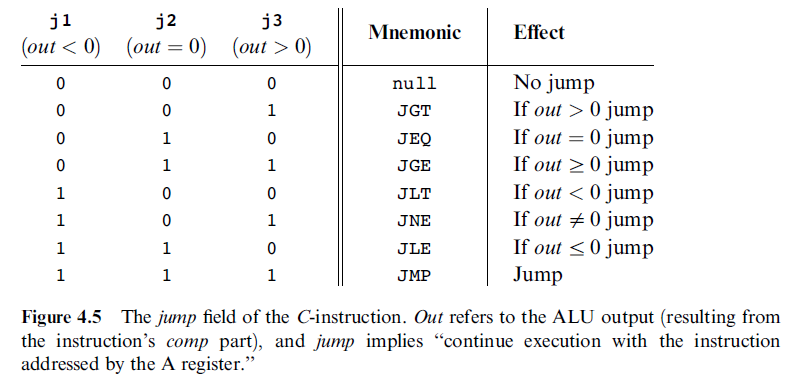 j1 j2 j3 Mnemonic Effect
(out < 0) (out = 0) (out > 0)
0 0 0 null No jump
0 0 1 JGT If out > 0 jump
0 1 0 JEQ If out = 0 jump
0 1 1 JGE If out ≥ 0 jump
1 0 0 JLT If out < 0 jump
1 0 1 JNE If out ≠ 0 jump
1 1 0 JLE If out ≤ 0 jump
1 1 1 JMP Jump
Figure 4.5 The jump field of the C-instruction. Out refers to the ALU output (resulting from
the instruction's comp part), and jump implies “continue execution with the instruction
addressed by the A register.”